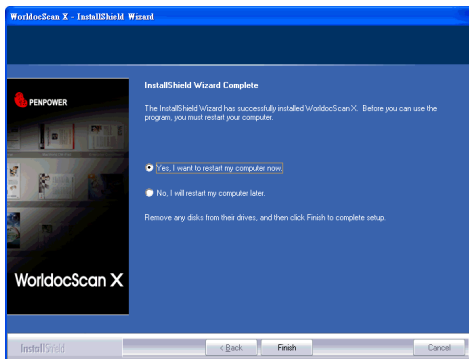 WorldocScan X - InstallShield Wizard
PENPOWER
WorldocScan X
InstallShield Wizard Complete
The InstallShield Wizard has successfully installed WorldocScan X. Before you can use the
program, you must restart your computer.
Yes, I want to restart my computer now.
No, I will restart my computer later.
Remove any disks from their drives, and then click Finish to complete setup.
InstallShield
< Back
Finish
Cancel